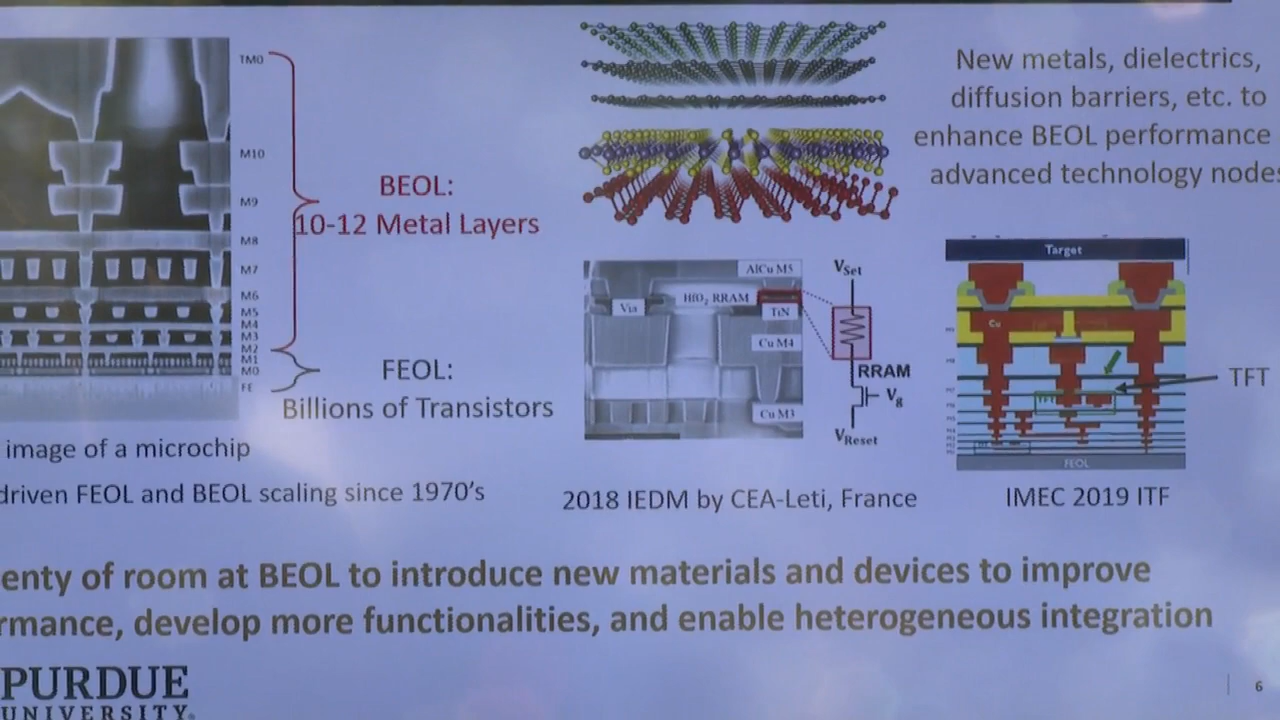 TM0
M10
M9
M8
M7
M6
M5
M4
M3
M2
M1
M0
FE
BEOL:
10-12 Metal Layers
FEOL:
Billions of Transistors
image of a microchip
driven FEOL and BEOL scaling since 1970's
New metals, dielectrics,
diffusion barriers, etc. to
enhance BEOL performance
advanced technology nodes
AlCu M5
HfO2 RRAM
Via
TiN
Cu M4
Cu M3
VSet
RRAM
Vg
VReset
2018 IEDM by CEA-Leti, France
Target
Cu
TFT
FEOL
IMEC 2019 ITF
enty of room at BEOL to introduce new materials and devices to improve
rmance, develop more functionalities, and enable heterogeneous integration
PURDUE
UNIVERSITY
6